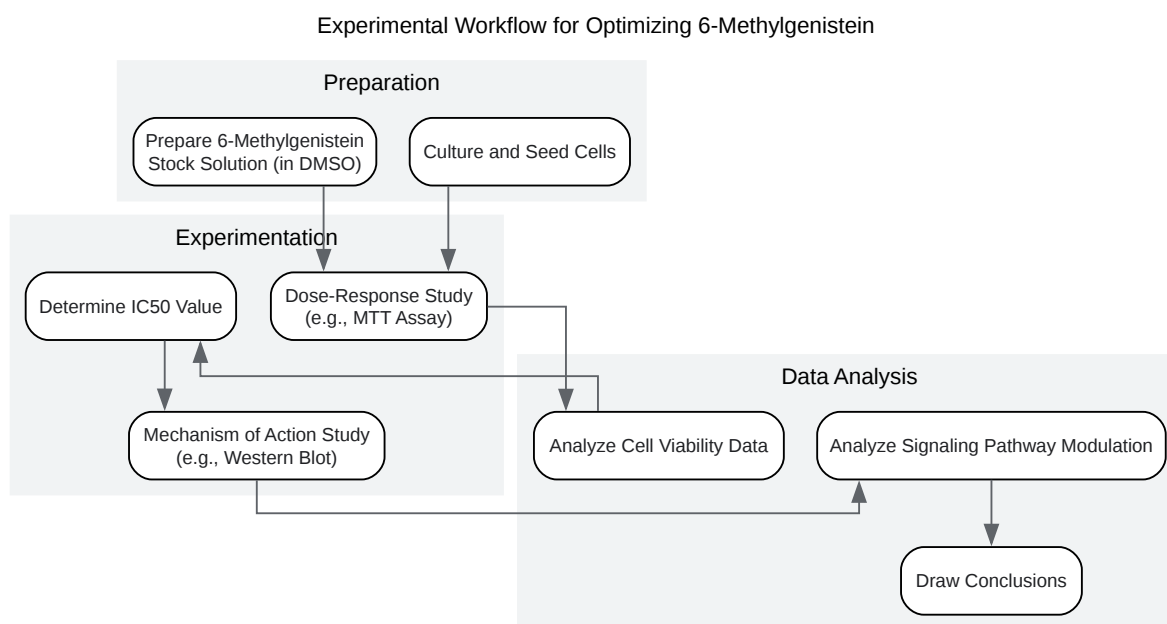 Experimental Workflow for Optimizing 6-Methylgenistein
Preparation
Prepare 6-Methylgenistein
Stock Solution (in DMSO)
Culture and Seed Cells
Experimentation
Determine IC50 Value
Dose-Response Study
(e.g., MTT Assay)
Mechanism of Action Study
(e.g., Western Blot)
Data Analysis
Analyze Cell Viability Data
Analyze Signaling Pathway Modulation
Draw Conclusions